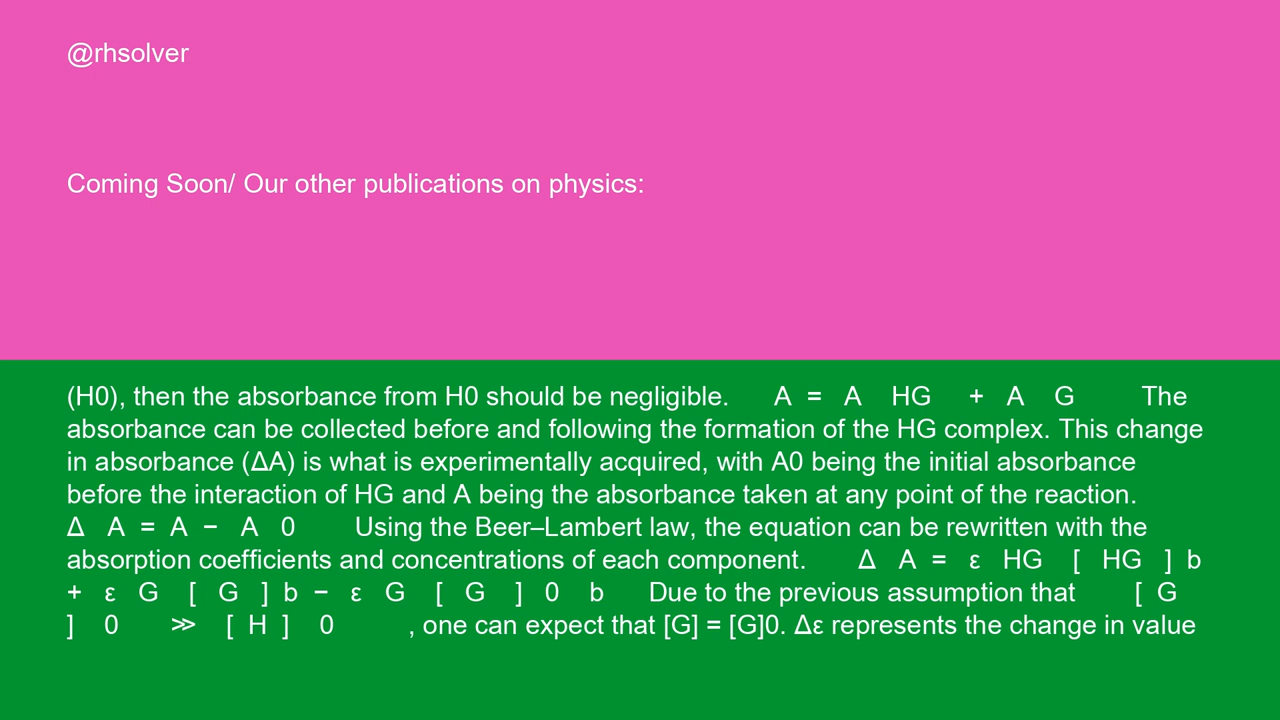 @rhsolver
Coming Soon/ Our other publications on physics:
(H0), then the absorbance from H0 should be negligible. A = A HG + A G The
absorbance can be collected before and following the formation of the HG complex. This change
in absorbance (ΔA) is what is experimentally acquired, with A0 being the initial absorbance
before the interaction of HG and A being the absorbance taken at any point of the reaction.
Δ A = A − A 0 Using the Beer–Lambert law, the equation can be rewritten with the
absorption coefficients and concentrations of each component. Δ A = ε HG [ HG ] b
+ ε G [ G ] b − ε G [ G ] 0 b Due to the previous assumption that [ G
] 0 ≫ [ H ] 0 , one can expect that [G] = [G]0. Δε represents the change in value